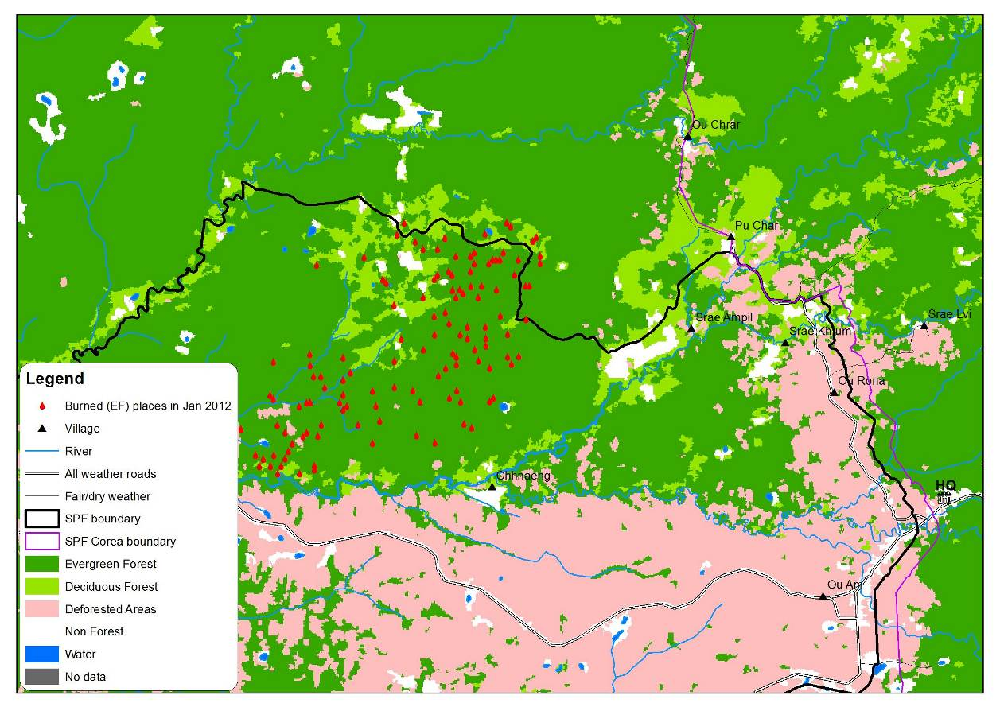 Ou Chrar
Pu Char
Srae Ampil
Srae Lvi
Srae Khtum
Ou Rona
Chhnaeng
HQ
Ou Am
Legend
Burned (EF) places in Jan 2012
Village
River
All weather roads
Fair/dry weather
SPF boundary
SPF Corea boundary
Evergreen Forest
Deciduous Forest
Deforested Areas
Non Forest
Water
No data